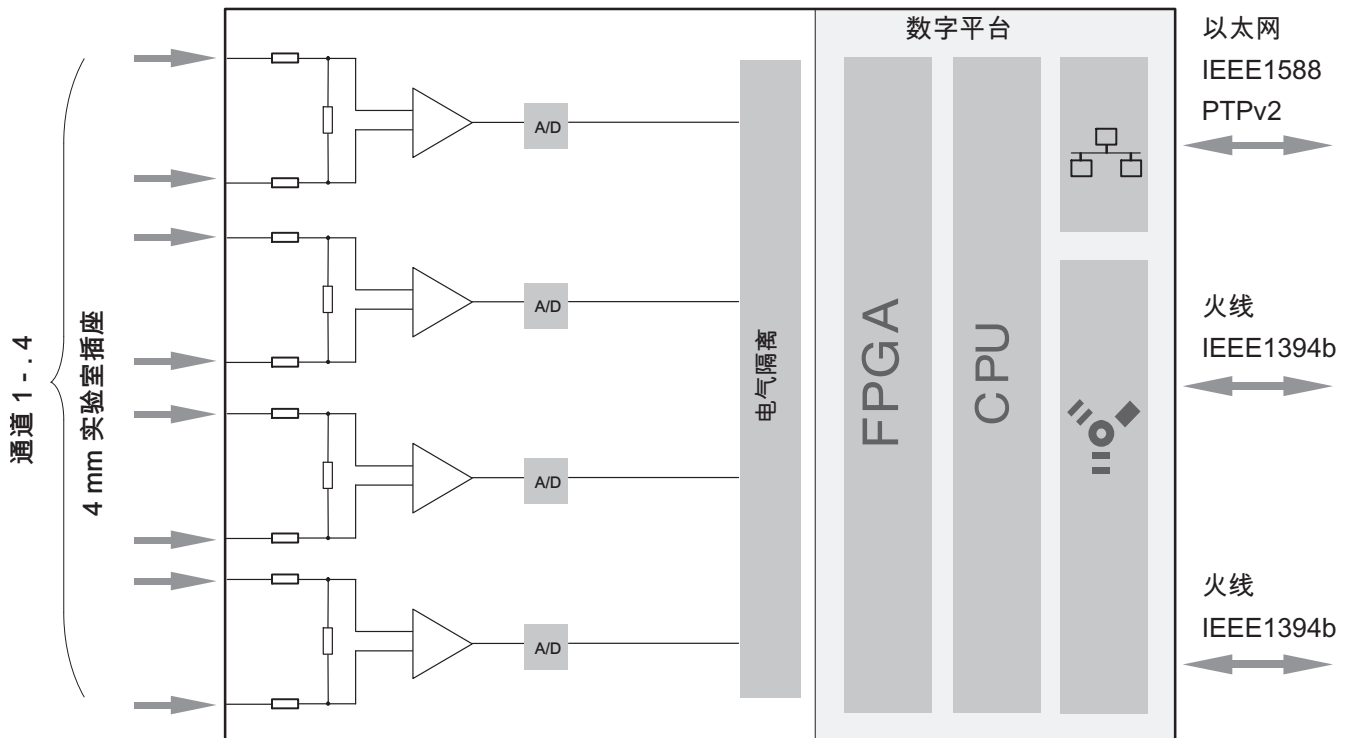 数字平台
以太网
IEEE1588
PTPv2
通道 1 - . 4
4 mm 实验室插座
A/D
A/D
A/D
A/D
电气隔离
FPGA
CPU
火线
IEEE1394b
火线
IEEE1394b